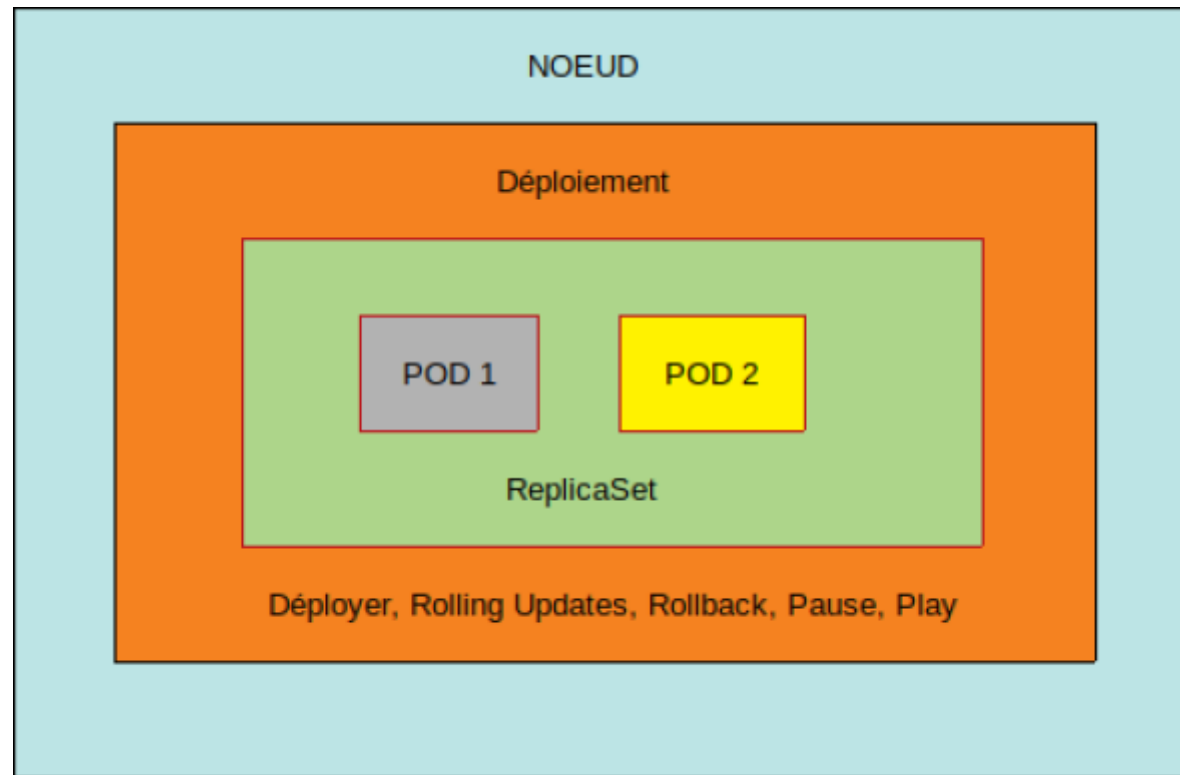 NOEUD
Déploiement
POD 1
POD 2
ReplicaSet
Déployer, Rolling Updates, Rollback, Pause, Play